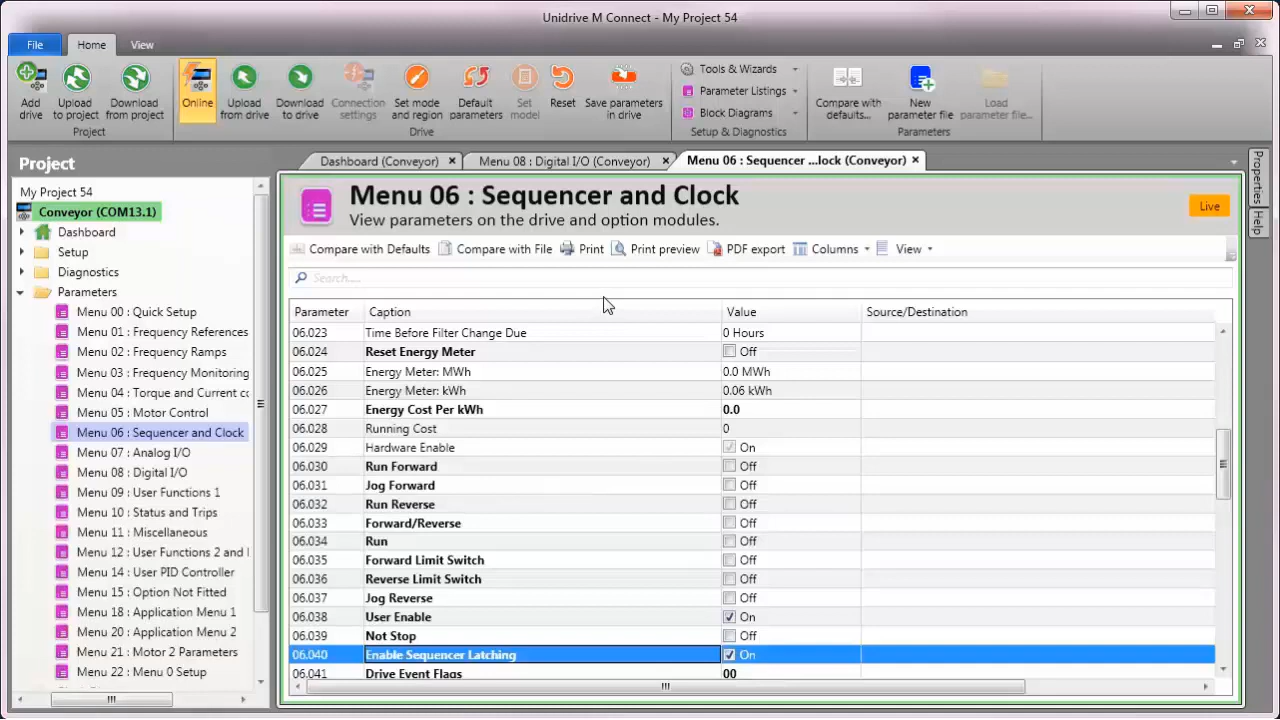 Unidrive M Connect - My Project 54
File
Home
View
Add drive
Upload to project
Download from project
Project
Online
Upload from drive
Download to drive
Connection settings
Set mode and region
Default parameters
Set model
Reset
Save parameters in drive
Drive
Tools & Wizards
Parameter Listings
Block Diagrams
Setup & Diagnostics
Compare with defaults...
New parameter file
Load parameter file...
Parameters
Project
My Project 54
Conveyor (COM13.1)
Dashboard
Setup
Diagnostics
Parameters
Menu 00 : Quick Setup
Menu 01 : Frequency References
Menu 02 : Frequency Ramps
Menu 03 : Frequency Monitoring
Menu 04 : Torque and Current cc
Menu 05 : Motor Control
Menu 06 : Sequencer and Clock
Menu 07 : Analog I/O
Menu 08 : Digital I/O
Menu 09 : User Functions 1
Menu 10 : Status and Trips
Menu 11 : Miscellaneous
Menu 12 : User Functions 2 and
Menu 14 : User PID Controller
Menu 15 : Option Not Fitted
Menu 18 : Application Menu 1
Menu 20 : Application Menu 2
Menu 21 : Motor 2 Parameters
Menu 22 : Menu 0 Setup
Dashboard (Conveyor)
Menu 08 : Digital I/O (Conveyor)
Menu 06 : Sequencer ...lock (Conveyor)
Menu 06 : Sequencer and Clock
View parameters on the drive and option modules.
Live
Compare with Defaults
Compare with File
Print
Print preview
PDF export
Columns
View
Search.....
Parameter Caption Value Source/Destination
06.023 Time Before Filter Change Due 0 Hours
06.024 Reset Energy Meter Off
06.025 Energy Meter: MWh 0.0 MWh
06.026 Energy Meter: kWh 0.06 kWh
06.027 Energy Cost Per kWh 0.0
06.028 Running Cost 0
06.029 Hardware Enable On
06.030 Run Forward Off
06.031 Jog Forward Off
06.032 Run Reverse Off
06.033 Forward/Reverse Off
06.034 Run Off
06.035 Forward Limit Switch Off
06.036 Reverse Limit Switch Off
06.037 Jog Reverse Off
06.038 User Enable On
06.039 Not Stop Off
06.040 Enable Sequencer Latching On
06.041 Drive Event Flags 00
Properties
Help